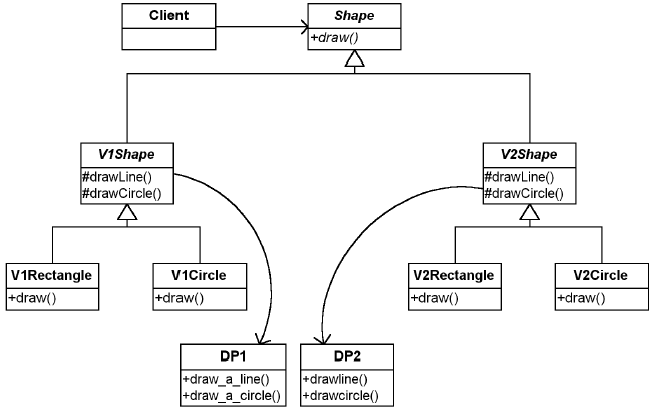 Client
Shape
+draw()
V1Shape
#drawLine()
#drawCircle()
V2Shape
#drawLine()
#drawCircle()
V1Rectangle
+draw()
V1Circle
+draw()
V2Rectangle
+draw()
V2Circle
+draw()
DP1
+draw_a_line()
+draw_a_circle()
DP2
+drawline()
+drawcircle()